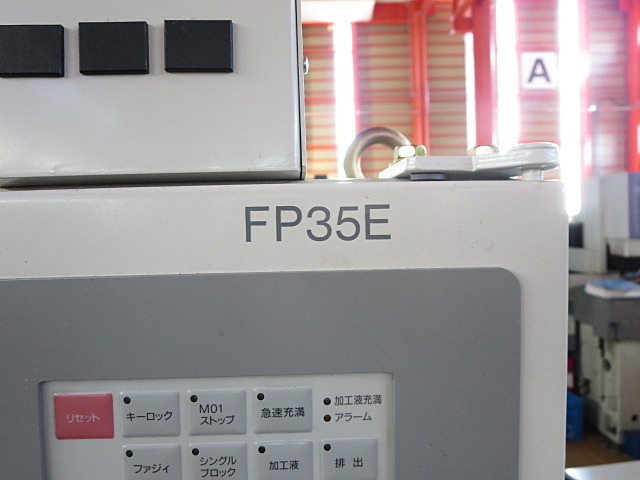 A
FP35E
リセット
キーロック
M01
ストップ
急速充満
加工液充満
アラーム
ファジィ
シングル
ブロック
加工液
排出